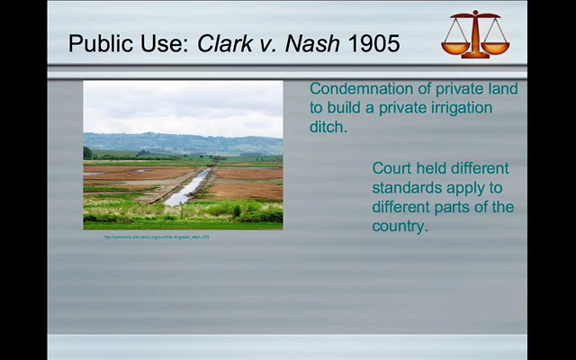 Public Use: Clark v. Nash 1905
Condemnation of private land
to build a private irrigation
ditch.
Court held different
standards apply to
different parts of the
country.